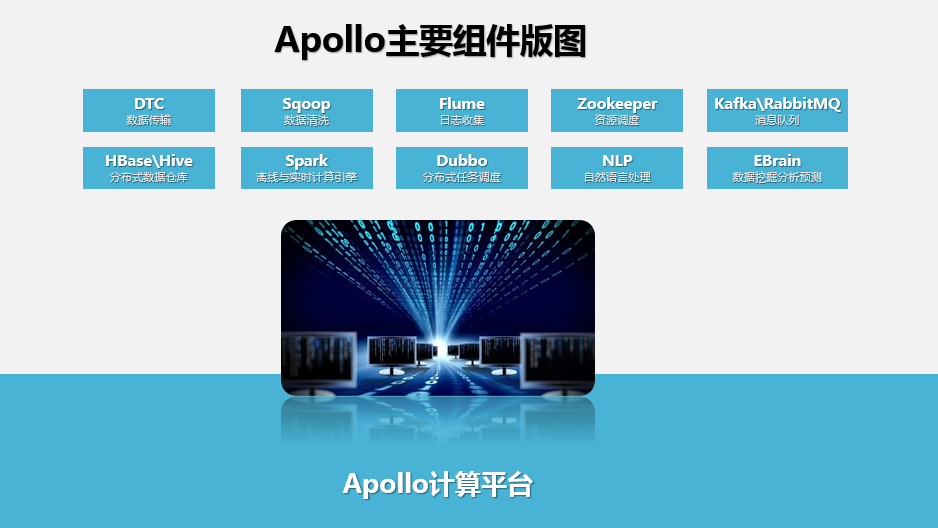 Apollo主要组件版图
DTC
数据传输
Sqoop
数据清洗
Flume
日志收集
Zookeeper
资源调度
Kafka\RabbitMQ
消息队列
HBase\Hive
分布式数据仓库
Spark
离线与实时计算引擎
Dubbo
分布式任务调度
NLP
自然语言处理
EBrain
数据挖掘分析预测
Apollo计算平台